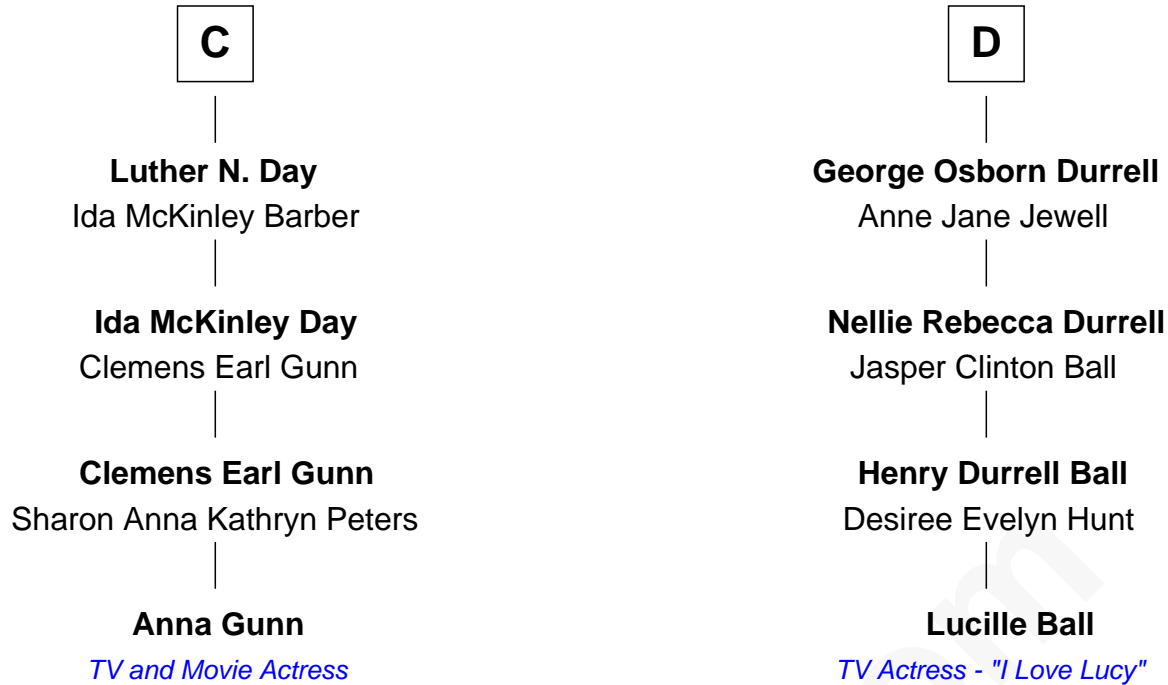 C
Luther N. Day
Ida McKinley Barber
Ida McKinley Day
Clemens Earl Gunn
Clemens Earl Gunn
Sharon Anna Kathryn Peters
Anna Gunn
TV and Movie Actress
D
George Osborn Durrell
Anne Jane Jewell
Nellie Rebecca Durrell
Jasper Clinton Ball
Henry Durrell Ball
Desiree Evelyn Hunt
Lucille Ball
TV Actress - "I Love Lucy"